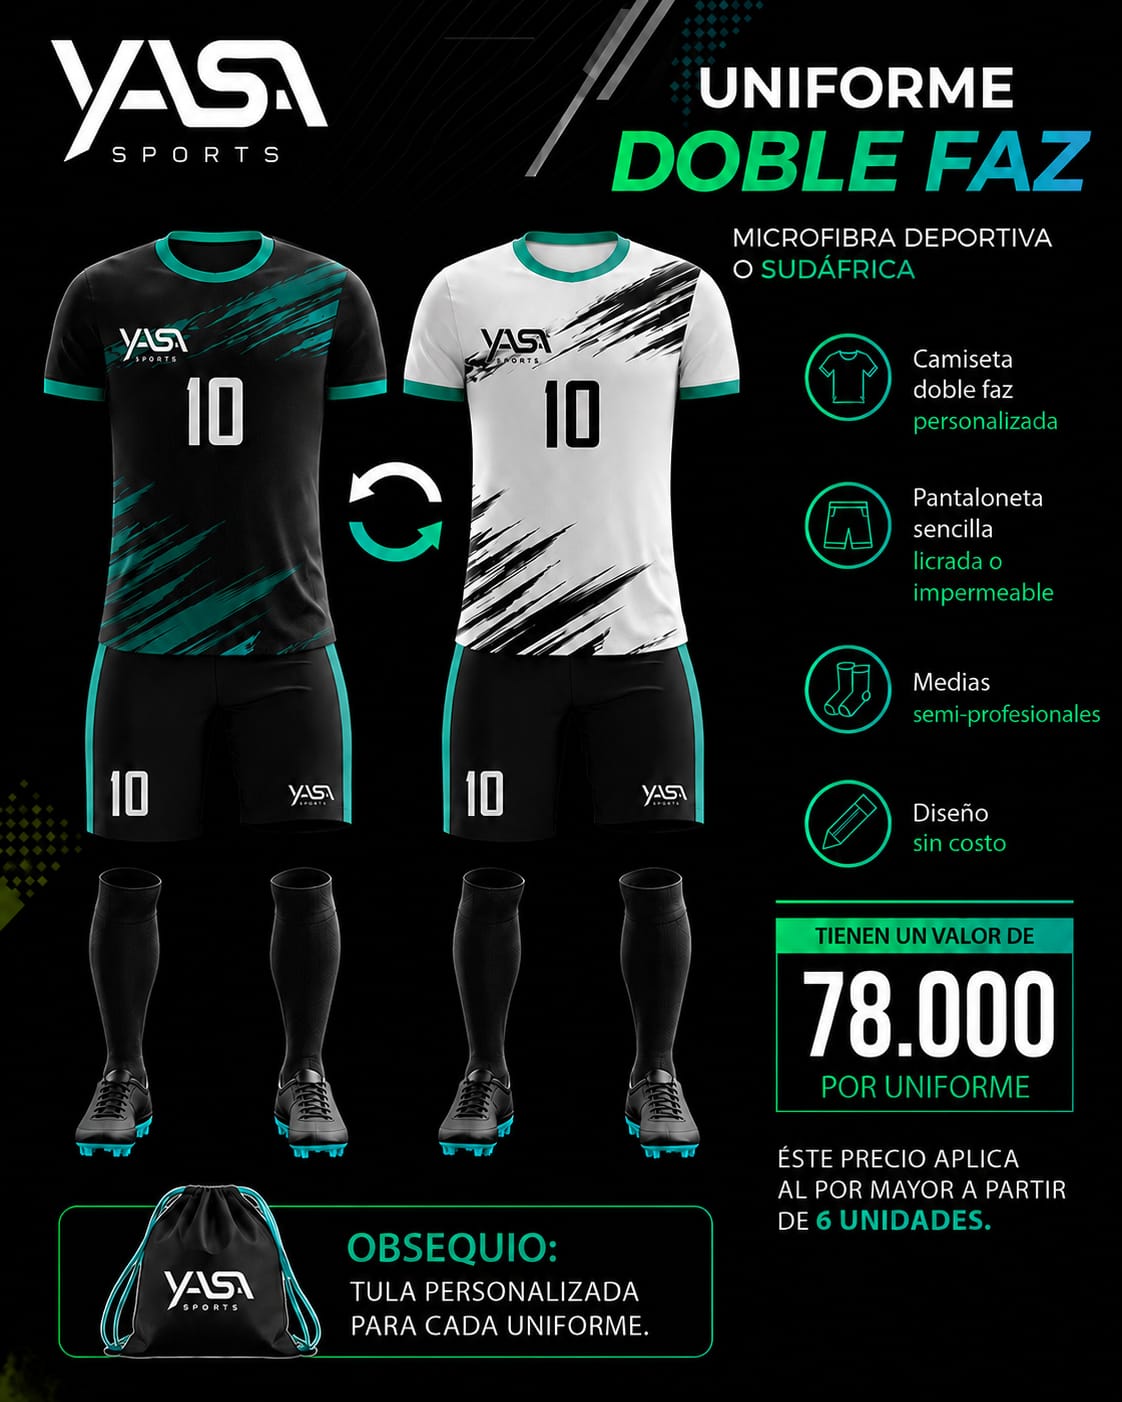 YASA
SPORTS
UNIFORME
DOBLE FAZ
MICROFIBRA DEPORTIVA
O SUDÁFRICA
YASA
SPORTS
10
YASA
SPORTS
10
Camiseta
doble faz
personalizada
Pantaloneta
sencilla
licrada o
impermeable
Medias
semi-profesionales
Diseño
sin costo
10
YASA
SPORTS
10
YASA
SPORTS
TIENEN UN VALOR DE
78.000
POR UNIFORME
ÉSTE PRECIO APLICA
AL POR MAYOR A PARTIR
DE 6 UNIDADES.
YASA
SPORTS
OBSEQUIO:
TULA PERSONALIZADA
PARA CADA UNIFORME.